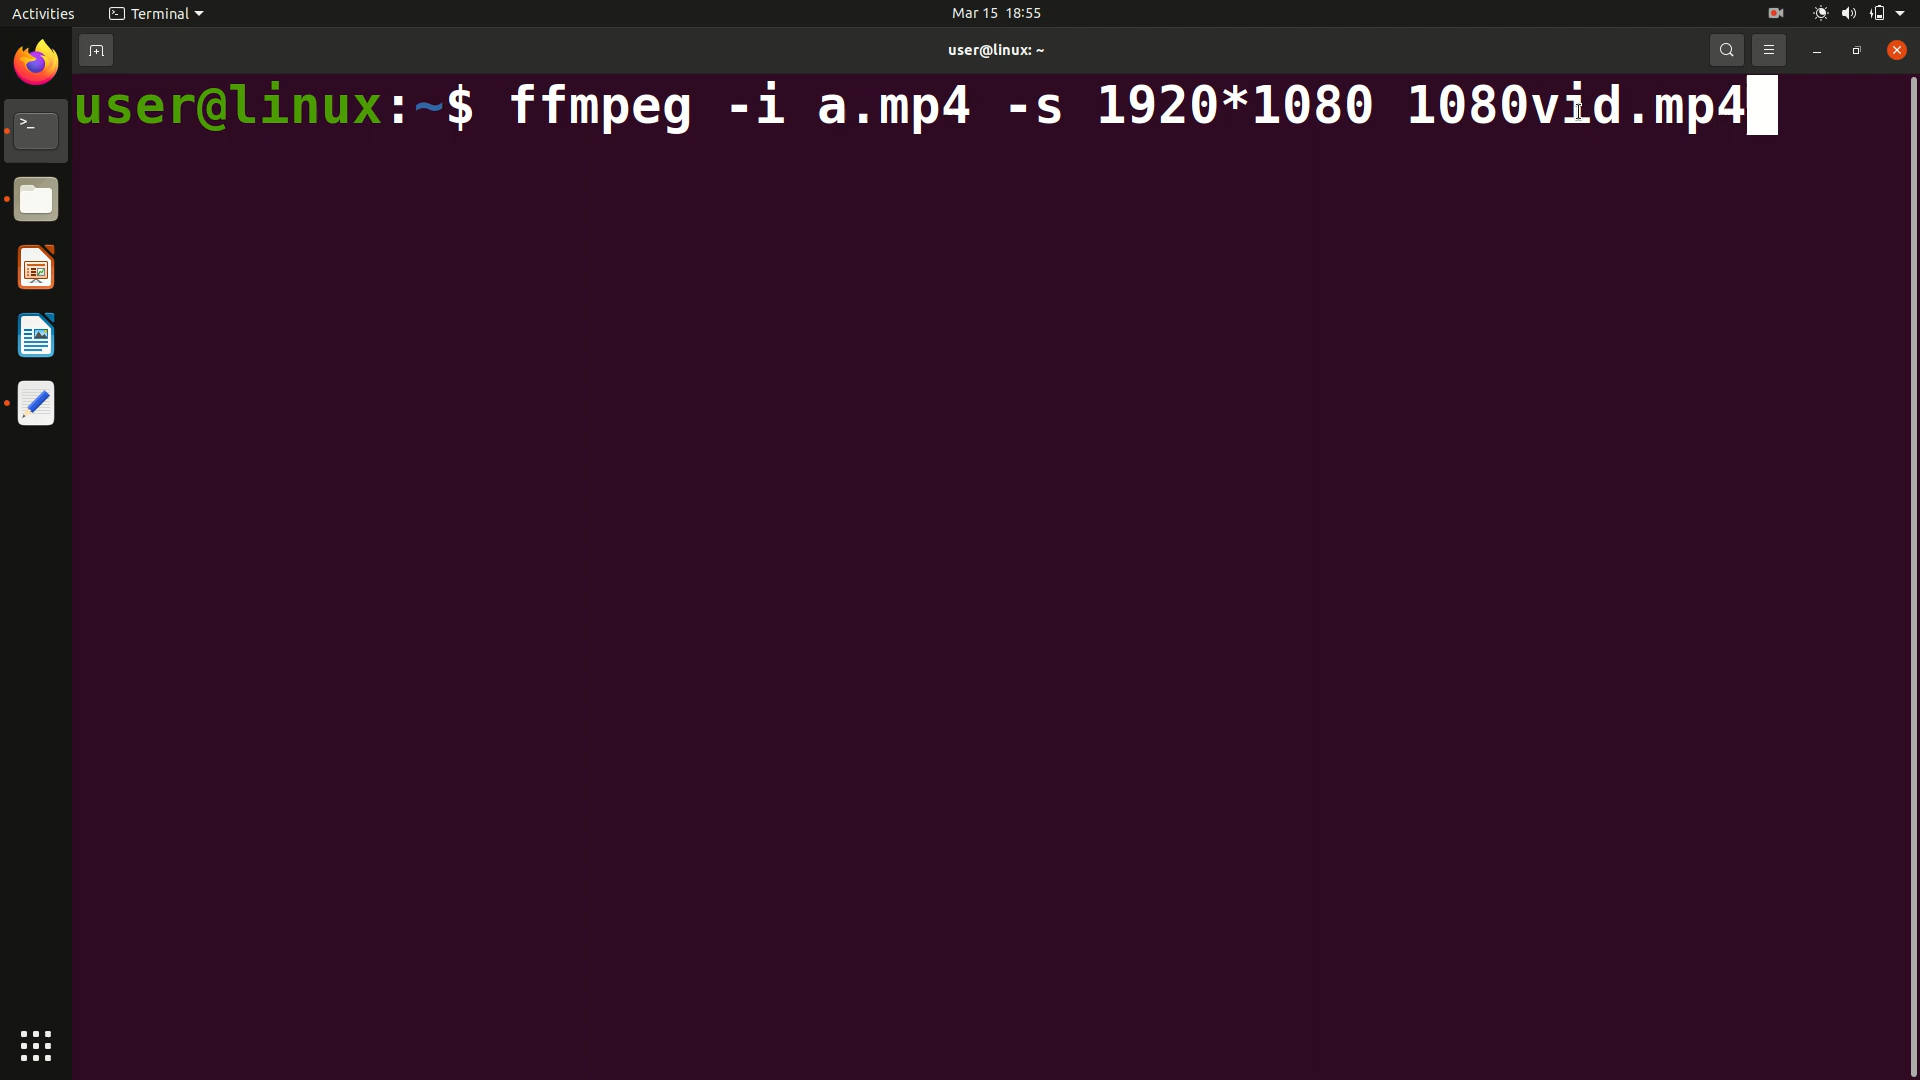 Activities Terminal Mar 15 18:55
user@linux: ~
user@linux:~$ ffmpeg -i a.mp4 -s 1920*1080 1080vid.mp4